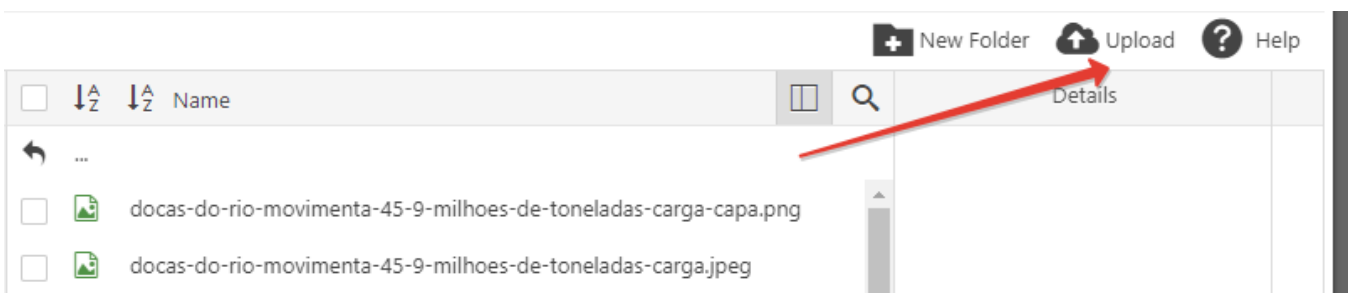 New Folder Upload Help
Name Details
...
docas-do-rio-movimenta-45-9-milhoes-de-toneladas-carga-capa.png
docas-do-rio-movimenta-45-9-milhoes-de-toneladas-carga.jpeg